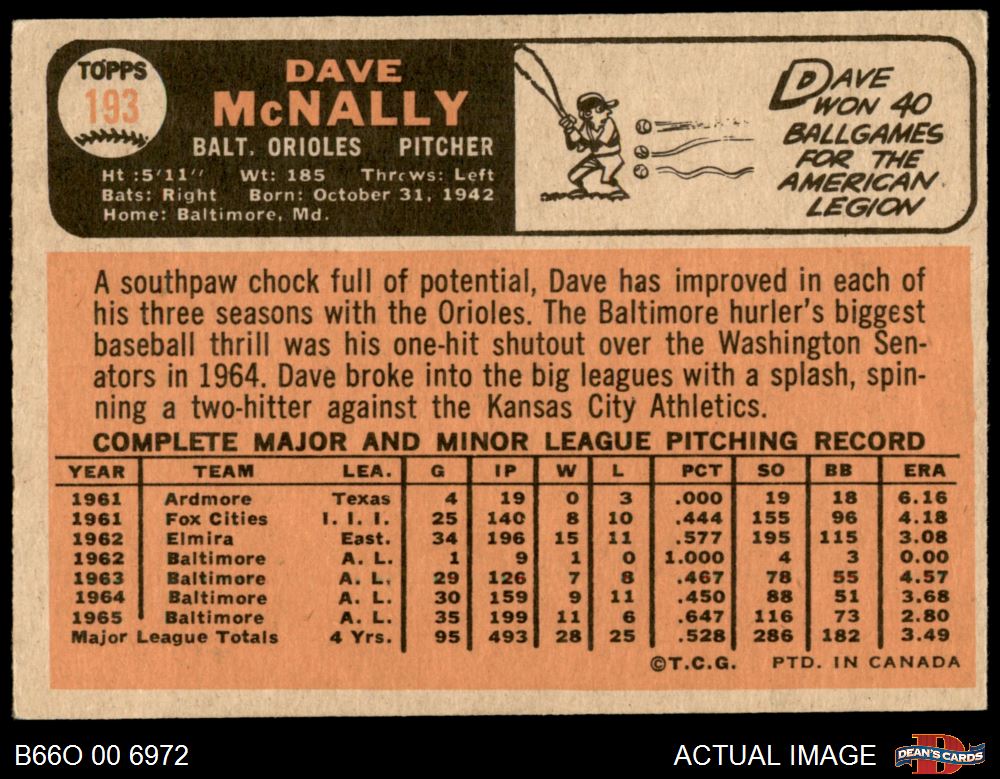 TOPPS
193
DAVE
McNALLY
BALT. ORIOLES PITCHER
Ht :5'11" Wt: 185 Throws: Left
Bats: Right Born: October 31, 1942
Home: Baltimore, Md.
DAVE
WON 40
BALLGAMES
FOR THE
AMERICAN
LEGION
A southpaw chock full of potential, Dave has improved in each of
his three seasons with the Orioles. The Baltimore hurler's biggest
baseball thrill was his one-hit shutout over the Washington Sen-
ators in 1964. Dave broke into the big leagues with a splash, spin-
ning a two-hitter against the Kansas City Athletics.
COMPLETE MAJOR AND MINOR LEAGUE PITCHING RECORD
YEAR TEAM LEA. G IP W L PCT SO BB ERA
1961 Ardmore Texas 4 19 0 3 .000 19 18 6.16
1961 Fox Cities I. I. I. 25 140 8 10 .444 155 96 4.18
1962 Elmira East. 34 196 15 11 .577 195 115 3.08
1962 Baltimore A. L. 1 9 1 0 1.000 4 3 0.00
1963 Baltimore A. L. 29 126 7 8 .467 78 55 4.57
1964 Baltimore A. L. 30 159 9 11 .450 88 51 3.68
1965 Baltimore A. L. 35 199 11 6 .647 116 73 2.80
Major League Totals 4 Yrs. 95 493 28 25 .528 286 182 3.49
©T.C.G. PTD. IN CANADA
B66O 00 6972
ACTUAL IMAGE
DEAN'S CARDS